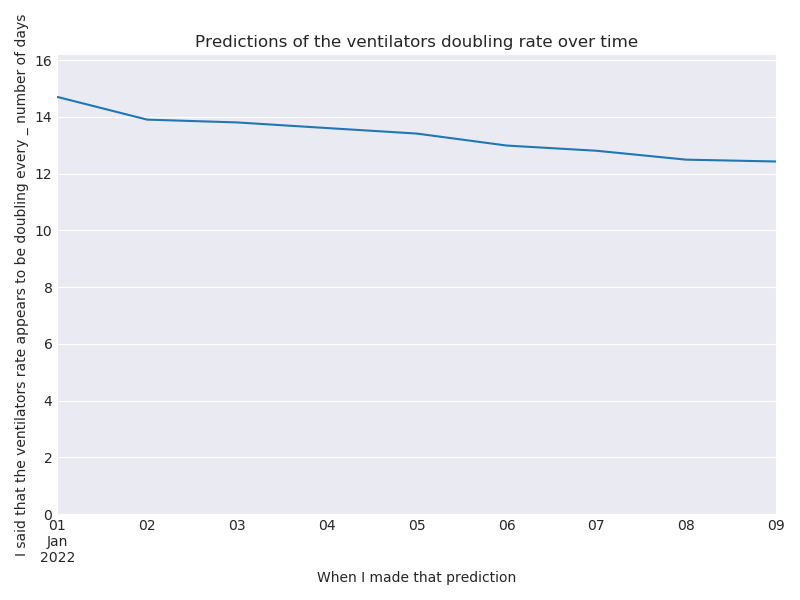 Predictions of the ventilators doubling rate over time
I said that the ventilators rate appears to be doubling every _ number of days
16
14
12
10
8
6
4
2
0
01 02 03 04 05 06 07 08 09
Jan
2022
When I made that prediction